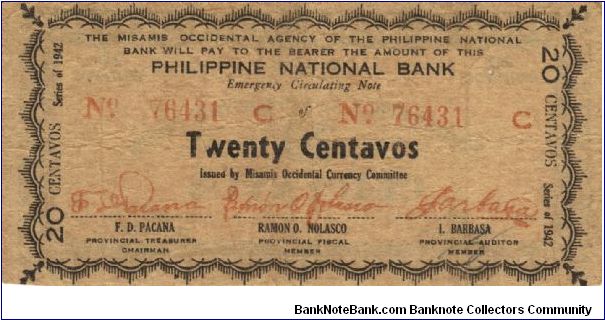 THE MISAMIS OCCIDENTAL AGENCY OF THE PHILIPPINE NATIONAL
BANK WILL PAY TO THE BEARER THE AMOUNT OF THIS
PHILIPPINE NATIONAL BANK
Emergency Circulating Note
Nº 76431 C of Nº 76431 C
Twenty Centavos
Issued by Misamis Occidental Currency Committee
F. D. PACANA
PROVINCIAL TREASURER
CHAIRMAN
RAMON O. NOLASCO
PROVINCIAL FISCAL
MEMBER
I. BARBASA
PROVINCIAL AUDITOR
MEMBER
20 CENTAVOS Series of 1942
20 CENTAVOS Series of 1942
BankNoteBank.com Banknote Collectors Community